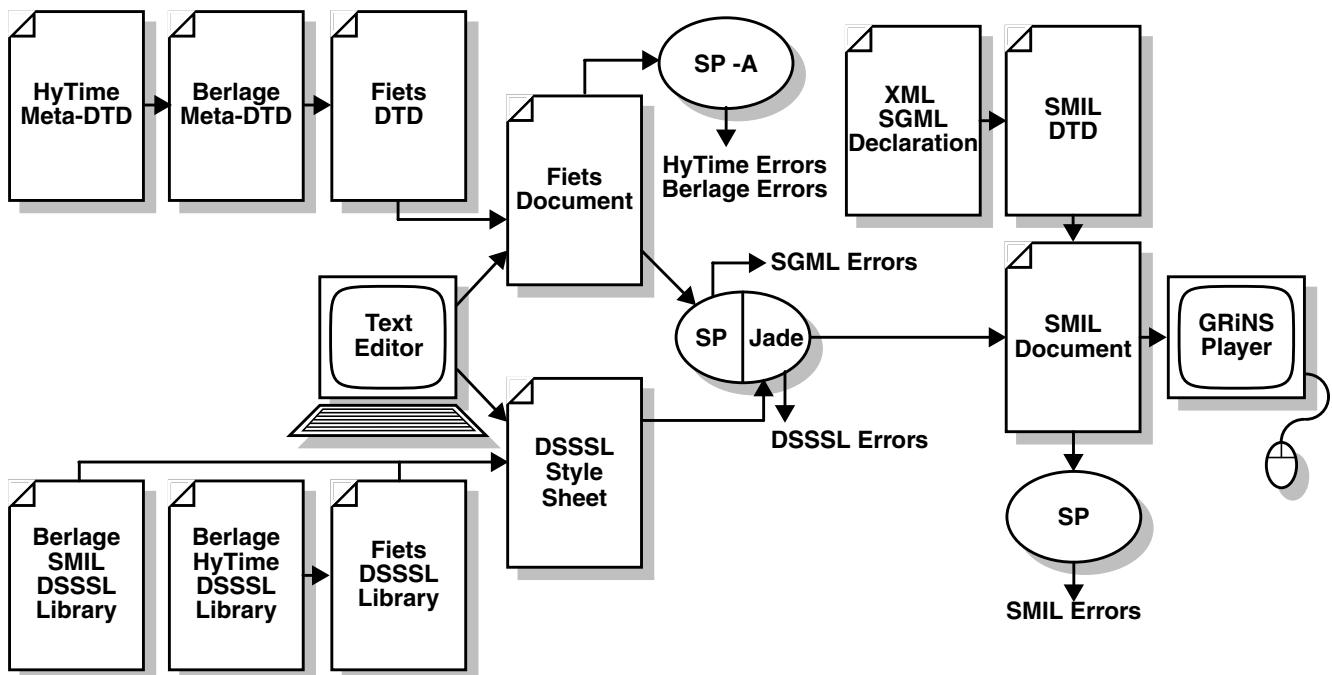 HyTime
Meta-DTD
Berlage
Meta-DTD
Fiets
DTD
Fiets
Document
SP -A
HyTime Errors
Berlage Errors
XML
SGML
Declaration
SMIL
DTD
Text
Editor
SGML Errors
SP
Jade
DSSSL Errors
SMIL
Document
GRiNS
Player
DSSSL
Style
Sheet
Berlage
SMIL
DSSSL
Library
Berlage
HyTime
DSSSL
Library
Fiets
DSSSL
Library
SP
SMIL Errors